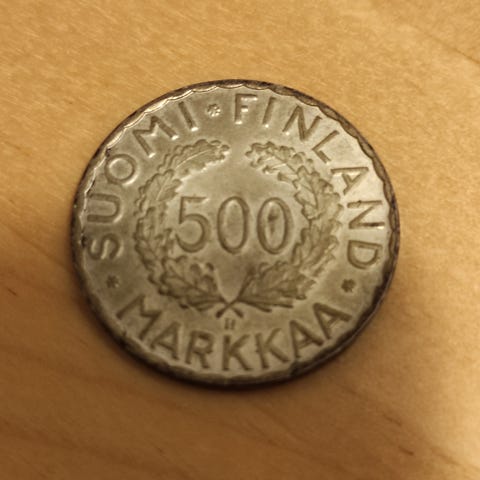 SUOMI * FINLAND
500
H
* MARKKAA *